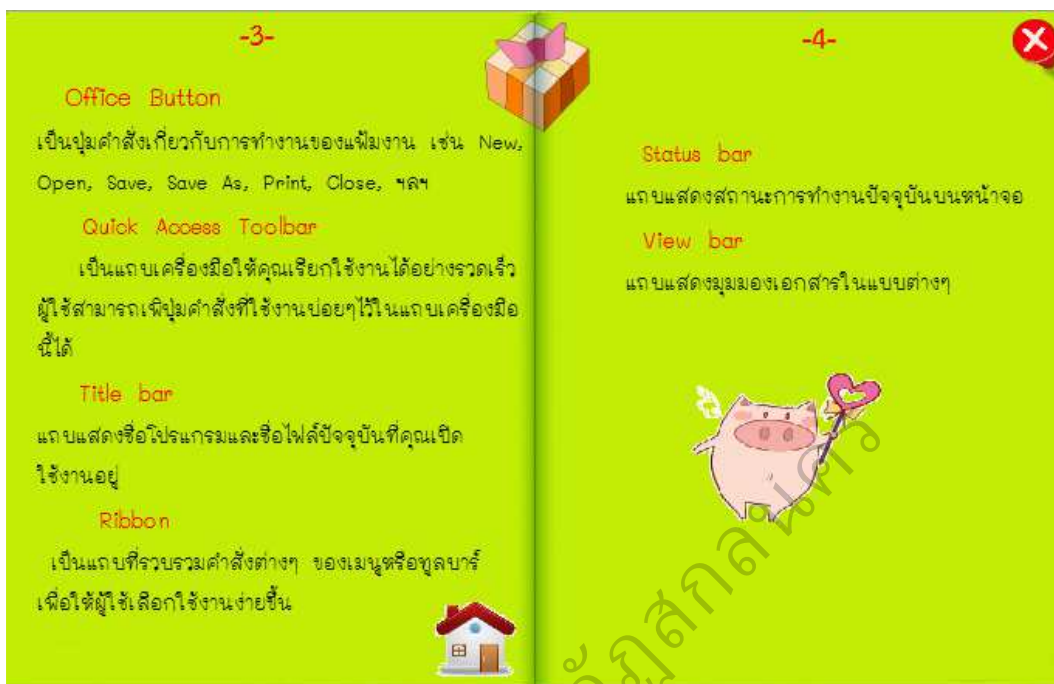 -3-
Office Button
เป็นปุ่มคำสั่งเกี่ยวกับการทำงานของแฟ้มงาน เช่น New,
Open, Save, Save As, Print, Close, ฯลฯ
Quick Access Toolbar
เป็นแถบเครื่องมือให้คุณเรียกใช้งานได้อย่างรวดเร็ว
ผู้ใช้สามารถเพิปุ่มคำสั่งที่ใช้งานบ่อยๆไว้ในแถบเครื่องมือ
นี้ได้
Title bar
แถบแสดงชื่อโปรแกรมและชื่อไฟล์ปัจจุบันที่คุณเปิด
ใช้งานอยู่
Ribbon
เป็นแถบที่รวบรวมคำสั่งต่างๆ ของเมนูหรือทูลบาร์
เพื่อให้ผู้ใช้เลือกใช้งานง่ายขึ้น
-4-
Status bar
แถบแสดงสถานะการทำงานปัจจุบันบนหน้าจอ
View bar
แถบแสดงมุมมองเอกสารในแบบต่างๆ